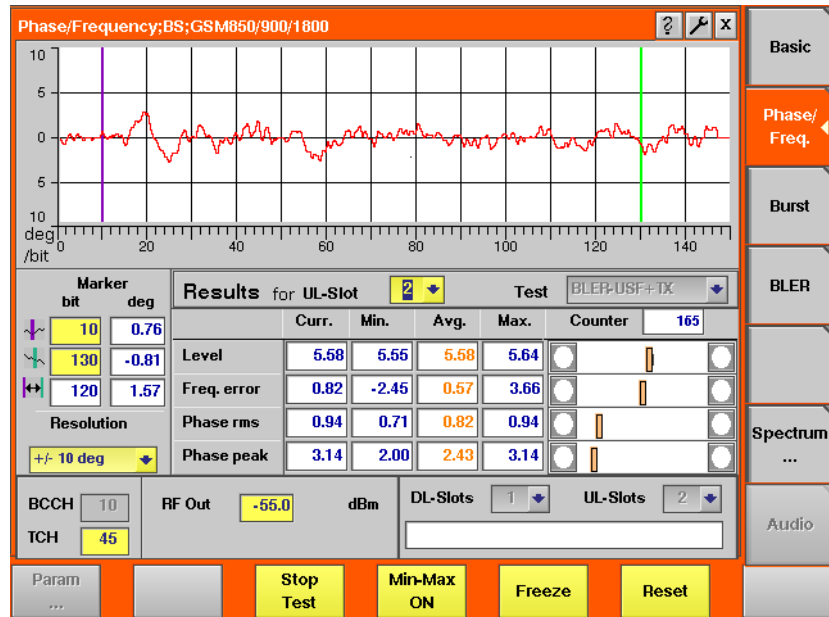 Phase/Frequency;BS;GSM850/900/1800 ? x
10
5
0
5
10
deg
/bit
0 20 40 60 80 100 120 140
Marker
bit deg
10 0.76
130 -0.81
120 1.57
Resolution
+/- 10 deg
Results for UL-Slot 2 Test BLER-USF+TX
Curr. Min. Avg. Max. Counter 165
Level 5.58 5.55 5.58 5.64
Freq. error 0.82 -2.45 0.57 3.66
Phase rms 0.94 0.71 0.82 0.94
Phase peak 3.14 2.00 2.43 3.14
BCCH 10
TCH 45
RF Out -55.0 dBm
DL-Slots 1 UL-Slots 2
Param
...
Stop
Test
Min-Max
ON
Freeze
Reset
Basic
Phase/
Freq.
Burst
BLER
Spectrum
...
Audio